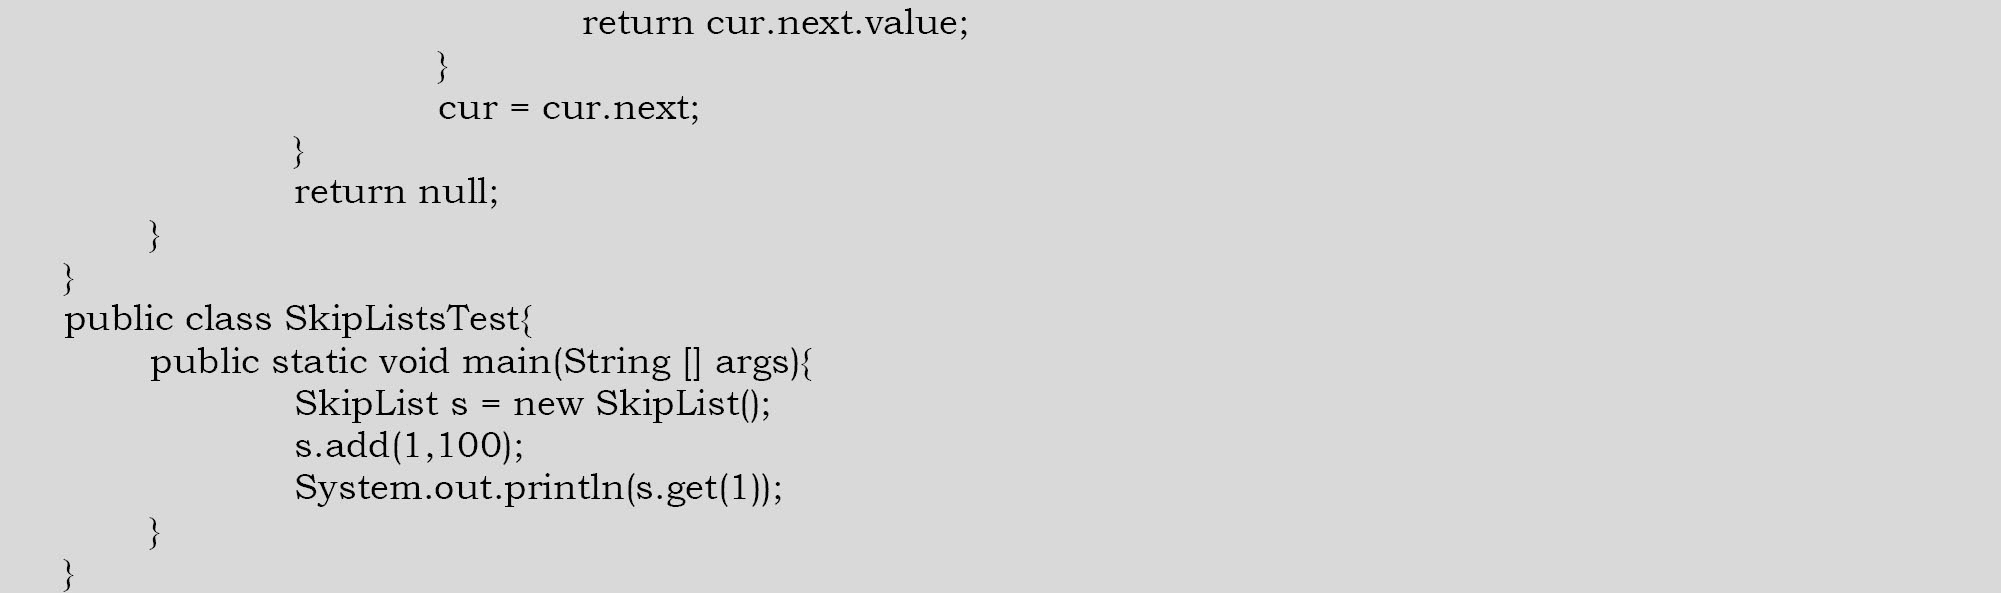 return cur.next.value;
}
cur = cur.next;
}
return null;
}
}
public class SkipListsTest{
public static void main(String [] args){
SkipList s = new SkipList();
s.add(1,100);
System.out.println(s.get(1));
}
}